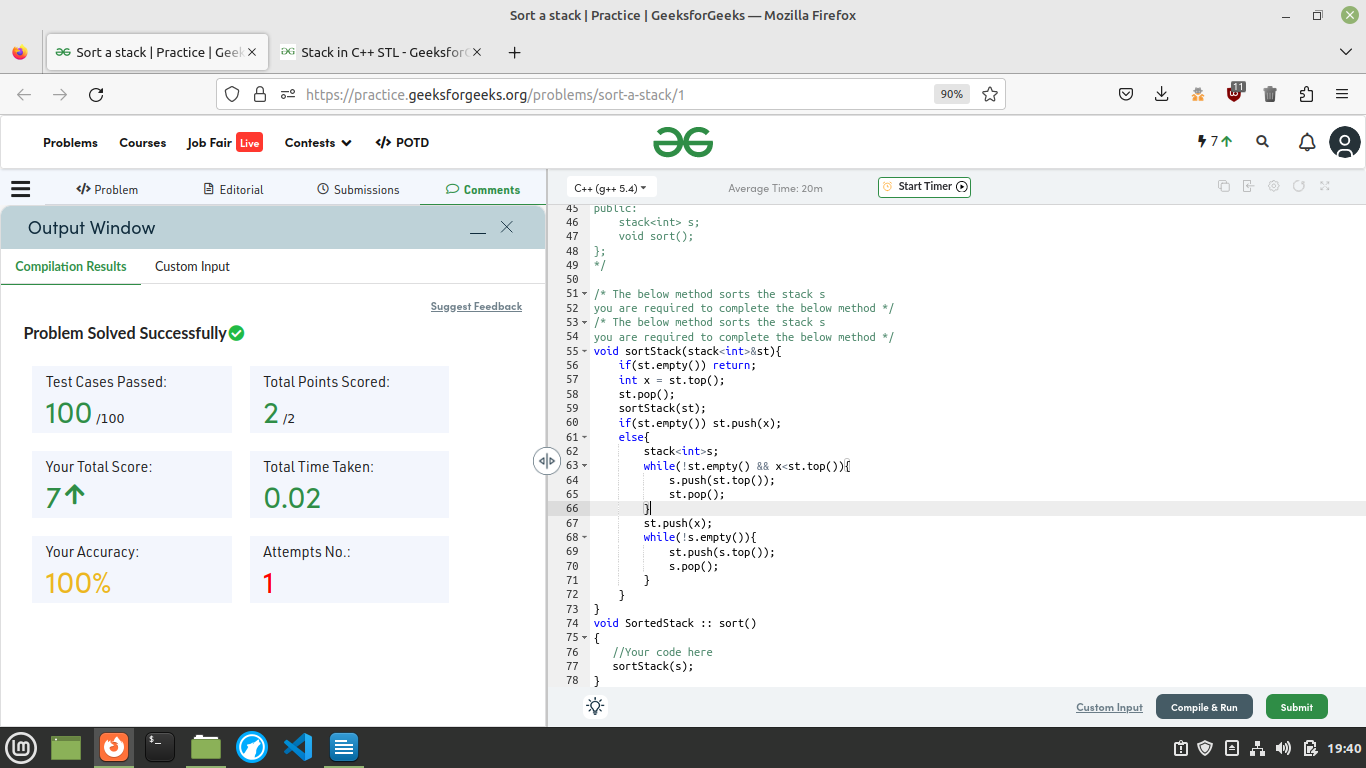 Sort a stack | Practice | GeeksforGeeks — Mozilla Firefox
Sort a stack | Practice | Geek
Stack in C++ STL - GeeksforG
https://practice.geeksforgeeks.org/problems/sort-a-stack/1
90%
11
Problems
Courses
Job Fair
Live
Contests
</> POTD
7
</> Problem
Editorial
Submissions
Comments
C++ (g++ 5.4)
Average Time: 20m
Start Timer
Output Window
Compilation Results
Custom Input
Suggest Feedback
Problem Solved Successfully
Test Cases Passed:
100 /100
Total Points Scored:
2 /2
Your Total Score:
7
Total Time Taken:
0.02
Your Accuracy:
100%
Attempts No.:
1
45 public:
46     stack<int> s;
47     void sort();
48 };
49 */
50
51 /* The below method sorts the stack s
52 you are required to complete the below method */
53 /* The below method sorts the stack s
54 you are required to complete the below method */
55 void sortStack(stack<int>&st){
56     if(st.empty()) return;
57     int x = st.top();
58     st.pop();
59     sortStack(st);
60     if(st.empty()) st.push(x);
61     else{
62         stack<int>s;
63         while(!st.empty() && x<st.top()){
64             s.push(st.top());
65             st.pop();
66         }
67         st.push(x);
68         while(!s.empty()){
69             st.push(s.top());
70             s.pop();
71         }
72     }
73 }
74 void SortedStack :: sort()
75 {
76    //Your code here
77    sortStack(s);
78 }
Custom Input
Compile & Run
Submit
19:40